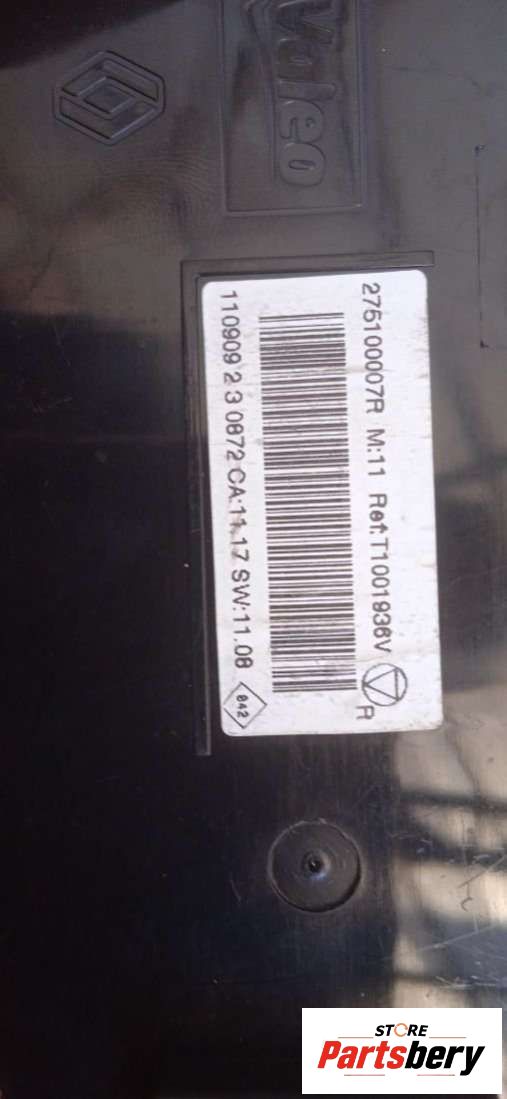 Valeo
275100007R M:11 Ref:T1001936V
R
110909 2 3 0872 CA:11.17 SW:11.08
842
STORE
Partsbery